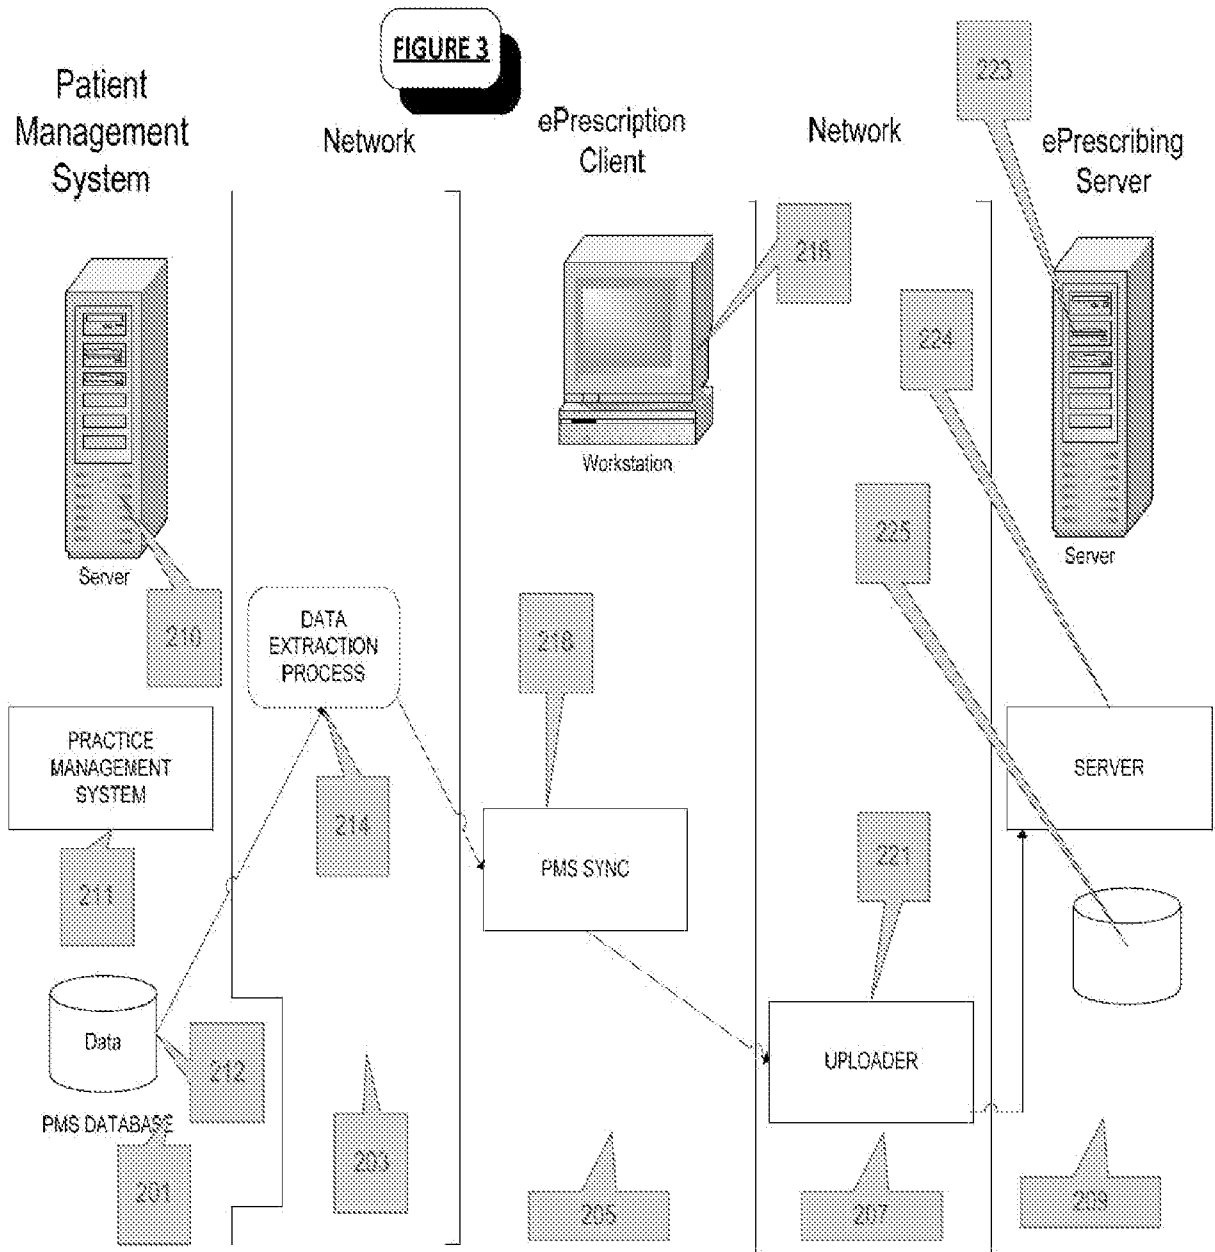 FIGURE 3
Patient
Management
System
Network
ePrescription
Client
Network
223
ePrescribing
Server
216
224
Workstation
225
Server
Server
210
DATA
EXTRACTION
PROCESS
218
PRACTICE
MANAGEMENT
SYSTEM
SERVER
214
PMS SYNC
221
211
Data
212
UPLOADER
PMS DATABASE
201
203
205
207
209